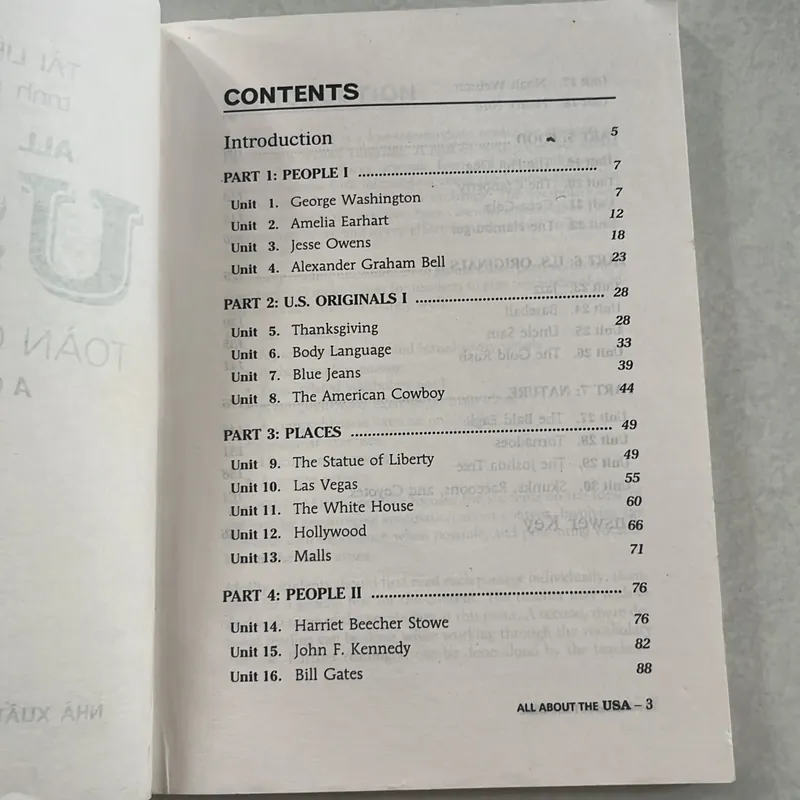 CONTENTS
Introduction 5
PART 1: PEOPLE I 7
Unit 1. George Washington 7
Unit 2. Amelia Earhart 12
Unit 3. Jesse Owens 18
Unit 4. Alexander Graham Bell 23
PART 2: U.S. ORIGINALS I 28
Unit 5. Thanksgiving 28
Unit 6. Body Language 33
Unit 7. Blue Jeans 39
Unit 8. The American Cowboy 44
PART 3: PLACES 49
Unit 9. The Statue of Liberty 49
Unit 10. Las Vegas 55
Unit 11. The White House 60
Unit 12. Hollywood 66
Unit 13. Malls 71
PART 4: PEOPLE II 76
Unit 14. Harriet Beecher Stowe 76
Unit 15. John F. Kennedy 82
Unit 16. Bill Gates 88
ALL ABOUT THE USA – 3